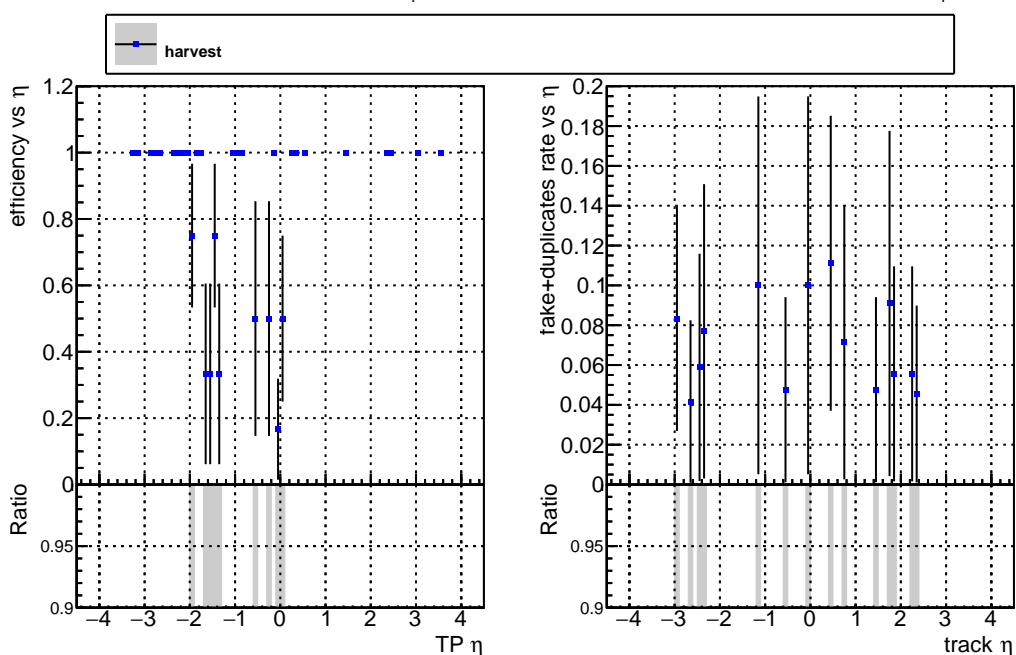 harvest
efficiency vs η
1.2
1
0.8
0.6
0.4
0.2
0
Ratio
0.95
0.9
−4 −3 −2 −1 0 1 2 3 4
TP η
fake+duplicates rate vs η
0.2
0.18
0.16
0.14
0.12
0.1
0.08
0.06
0.04
0.02
0
Ratio
0.95
0.9
−4 −3 −2 −1 0 1 2 3 4
track η